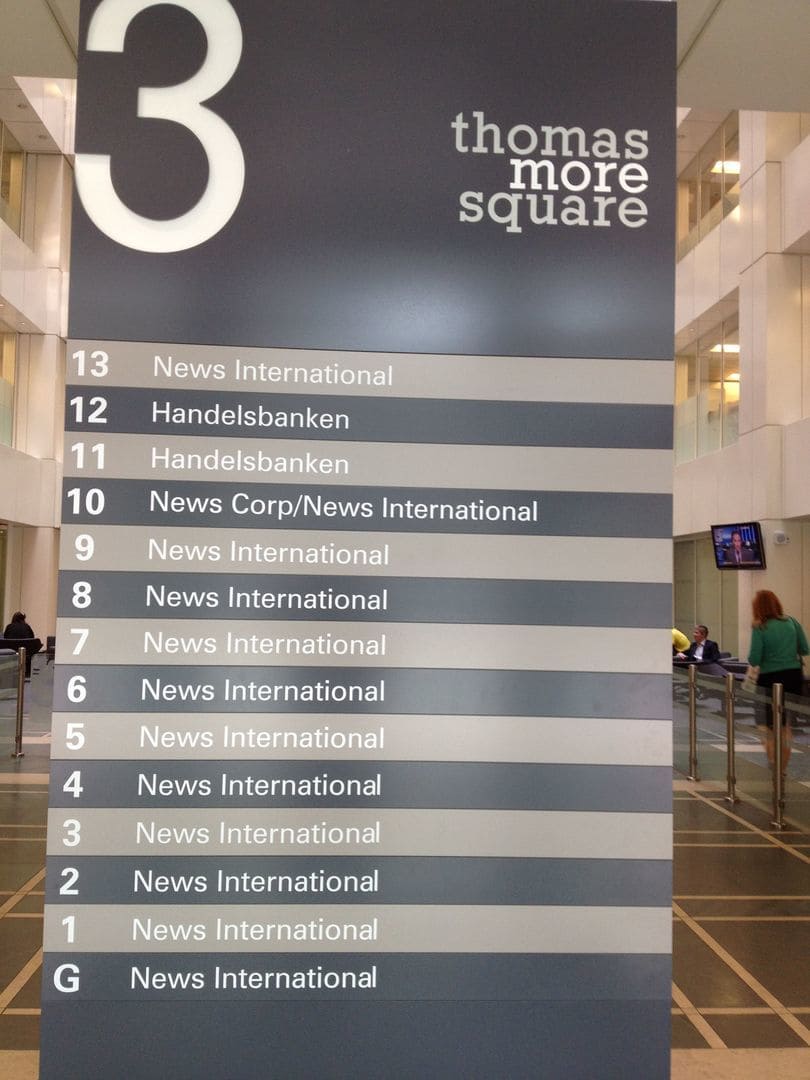 3
thomas
more
square
13 News International
12 Handelsbanken
11 Handelsbanken
10 News Corp/News International
9 News International
8 News International
7 News International
6 News International
5 News International
4 News International
3 News International
2 News International
1 News International
G News International